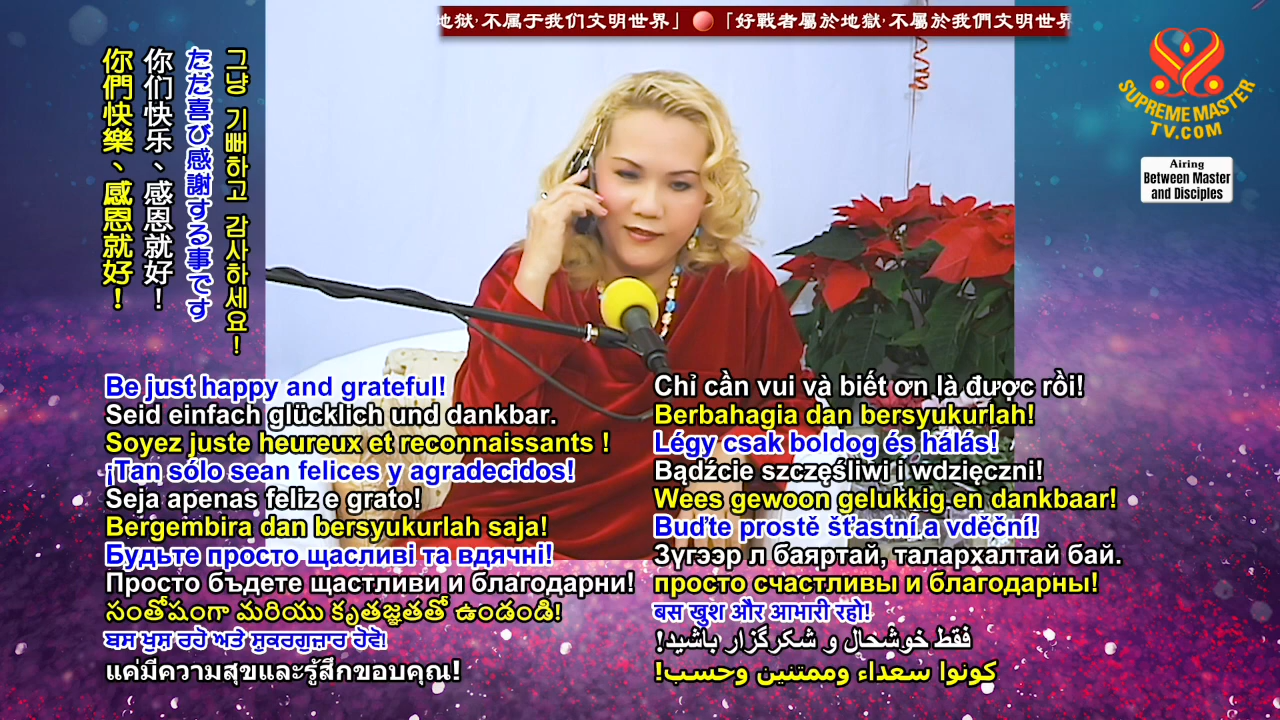 地狱，不属于我们文明世界」 「好戰者屬於地獄，不屬於我們文明世界
SUPREME MASTER
TV.COM
Airing
Between Master
and Disciples
그냥 기뻐하고 감사하세요!
ただ喜び感謝する事です
你们快乐、感恩就好！
你們快樂、感恩就好！
Be just happy and grateful!
Seid einfach glücklich und dankbar.
Soyez juste heureux et reconnaissants !
¡Tan sólo sean felices y agradecidos!
Seja apenas feliz e grato!
Bergembira dan bersyukurlah saja!
Будьте просто щасливі та вдячні!
Просто бъдете щастливи и благодарни!
సంతోషంగా మరియు కృతజ్ఞతతో ఉండండి!
ਬਸ ਖੁਸ਼ ਰਹੋ ਅਤੇ ਸ਼ੁਕਰਗੁਜ਼ਾਰ ਹੋਵੋ!
แค่มีความสุขและรู้สึกขอบคุณ!
Chỉ cần vui và biết ơn là được rồi!
Berbahagia dan bersyukurlah!
Légy csak boldog és hálás!
Bądźcie szczęśliwi i wdzięczni!
Wees gewoon gelukkig en dankbaar!
Buďte prostě šťastní a vděční!
Зүгээр л баяртай, талархалтай бай.
просто счастливы и благодарны!
बस खुश और आभारी रहो!
فقط خوشحال و شکرگزار باشید!
كونوا سعداء وممتنين وحسب!